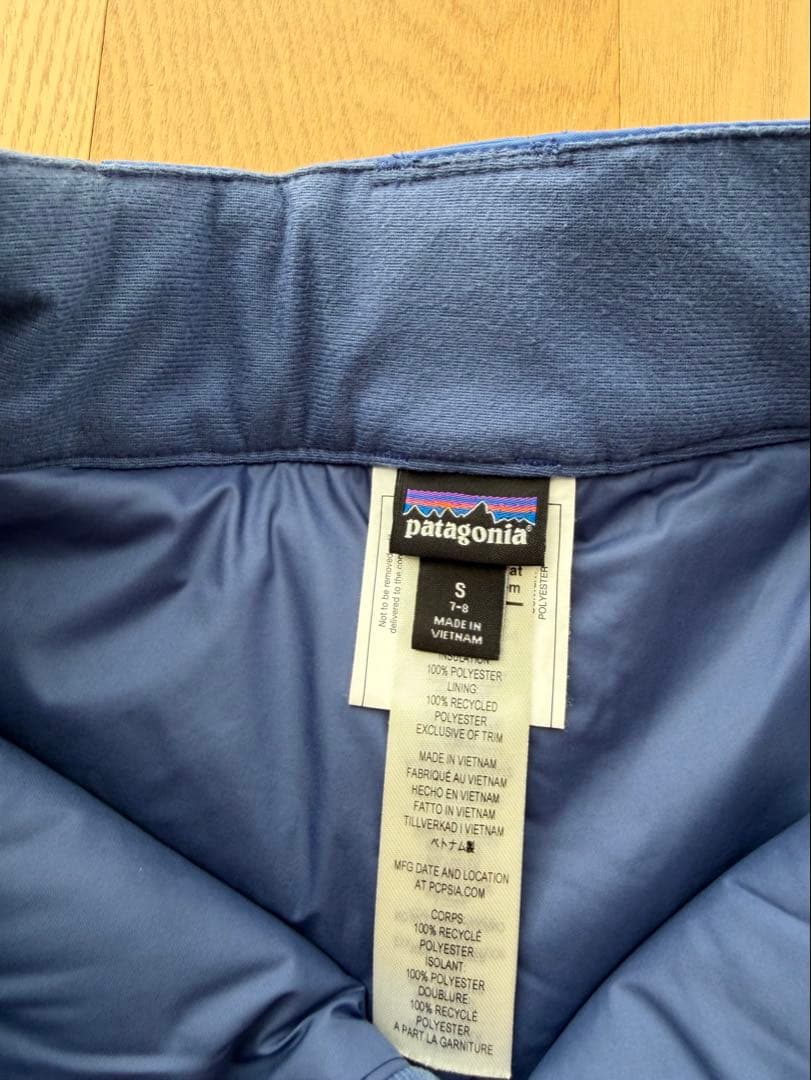 patagonia®
S
7-8
MADE IN
VIETNAM
Not to be removed
delivered to the
at
POLYESTER
INSULATION
100% POLYESTER
LINING:
100% RECYCLED
POLYESTER
EXCLUSIVE OF TRIM
MADE IN VIETNAM
FABRIQUÉ AU VIETNAM
HECHO EN VIETNAM
FATTO IN VIETNAM
TILLVERKAD I VIETNAM
ベトナム製
MFG DATE AND LOCATION
AT PCPSIA.COM
CORPS:
100% RECYCLÉ
POLYESTER
ISOLANT:
100% POLYESTER
DOUBLURE:
100% RECYCLÉ
POLYESTER
A PART LA GARNITURE